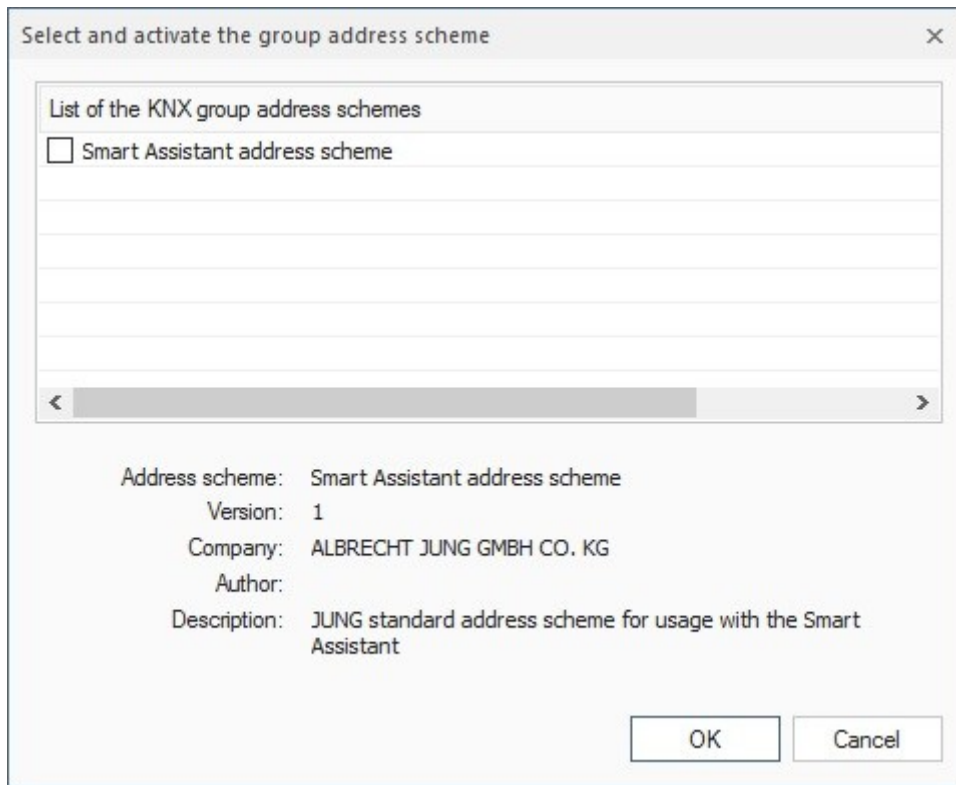 Select and activate the group address scheme
List of the KNX group address schemes
Smart Assistant address scheme
Address scheme: Smart Assistant address scheme
Version: 1
Company: ALBRECHT JUNG GMBH CO. KG
Author:
Description: JUNG standard address scheme for usage with the Smart
Assistant
OK Cancel